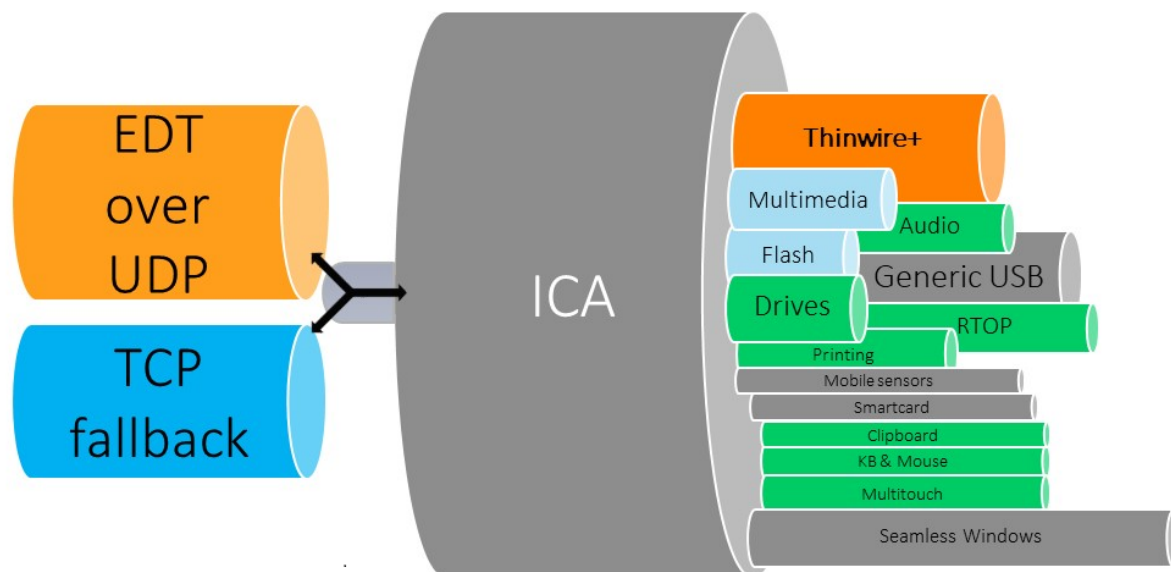 EDT
over
UDP
TCP
fallback
ICA
Thinwire+
Multimedia
Audio
Flash
Generic USB
Drives
RTOP
Printing
Mobile sensors
Smartcard
Clipboard
KB & Mouse
Multitouch
Seamless Windows